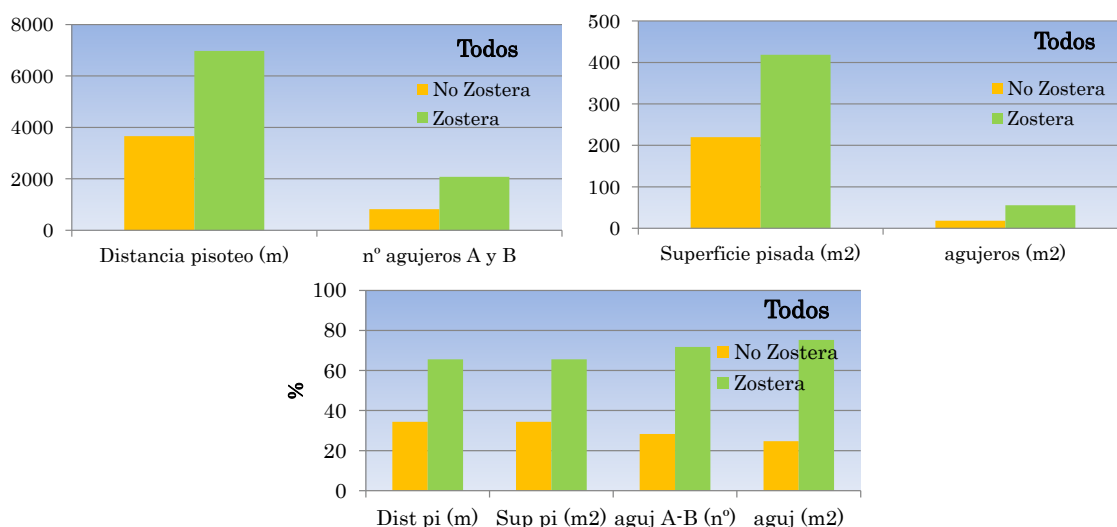 Todos
8000
6000
4000
2000
0
No Zostera
Zostera
Distancia pisoteo (m)
nº agujeros A y B
Todos
500
400
300
200
100
0
No Zostera
Zostera
Superficie pisada (m2)
agujeros (m2)
Todos
100
80
60
40
20
0
%
No Zostera
Zostera
Dist pi (m)
Sup pi (m2)
aguj A-B (nº)
aguj (m2)